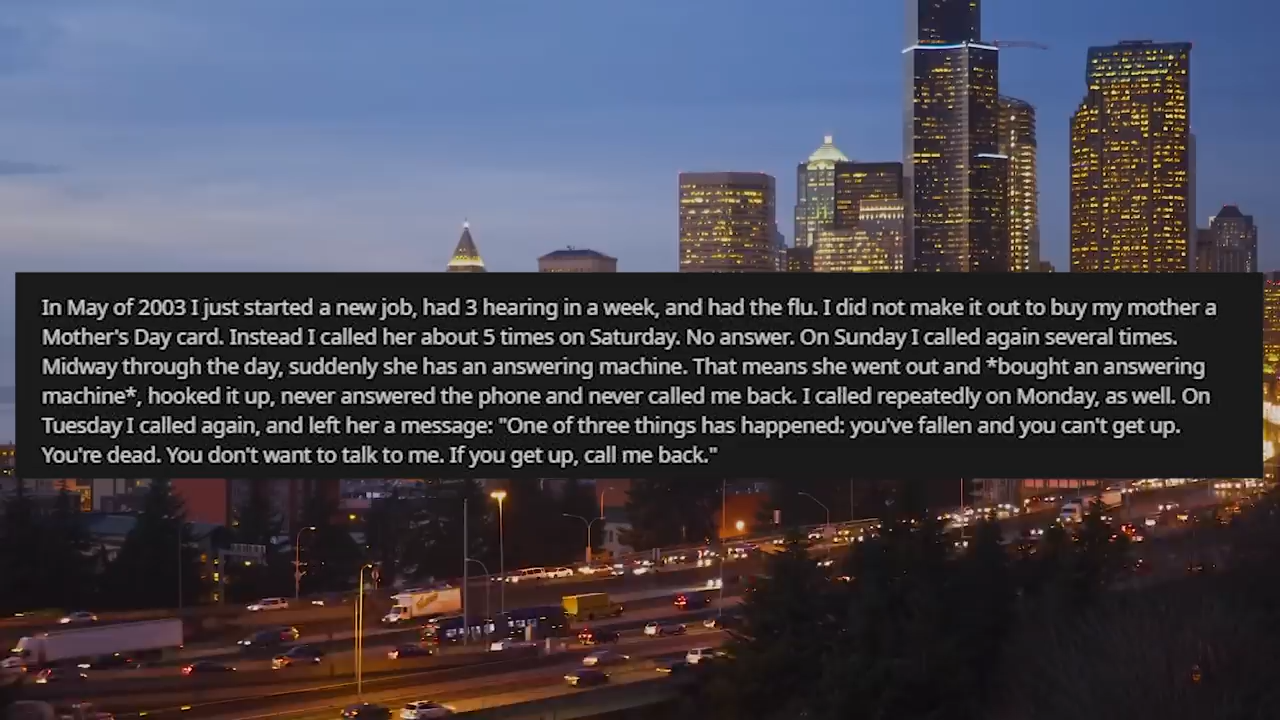 In May of 2003 I just started a new job, had 3 hearing in a week, and had the flu. I did not make it out to buy my mother a
Mother's Day card. Instead I called her about 5 times on Saturday. No answer. On Sunday I called again several times.
Midway through the day, suddenly she has an answering machine. That means she went out and *bought an answering
machine*, hooked it up, never answered the phone and never called me back. I called repeatedly on Monday, as well. On
Tuesday I called again, and left her a message: "One of three things has happened: you've fallen and you can't get up.
You're dead. You don't want to talk to me. If you get up, call me back."